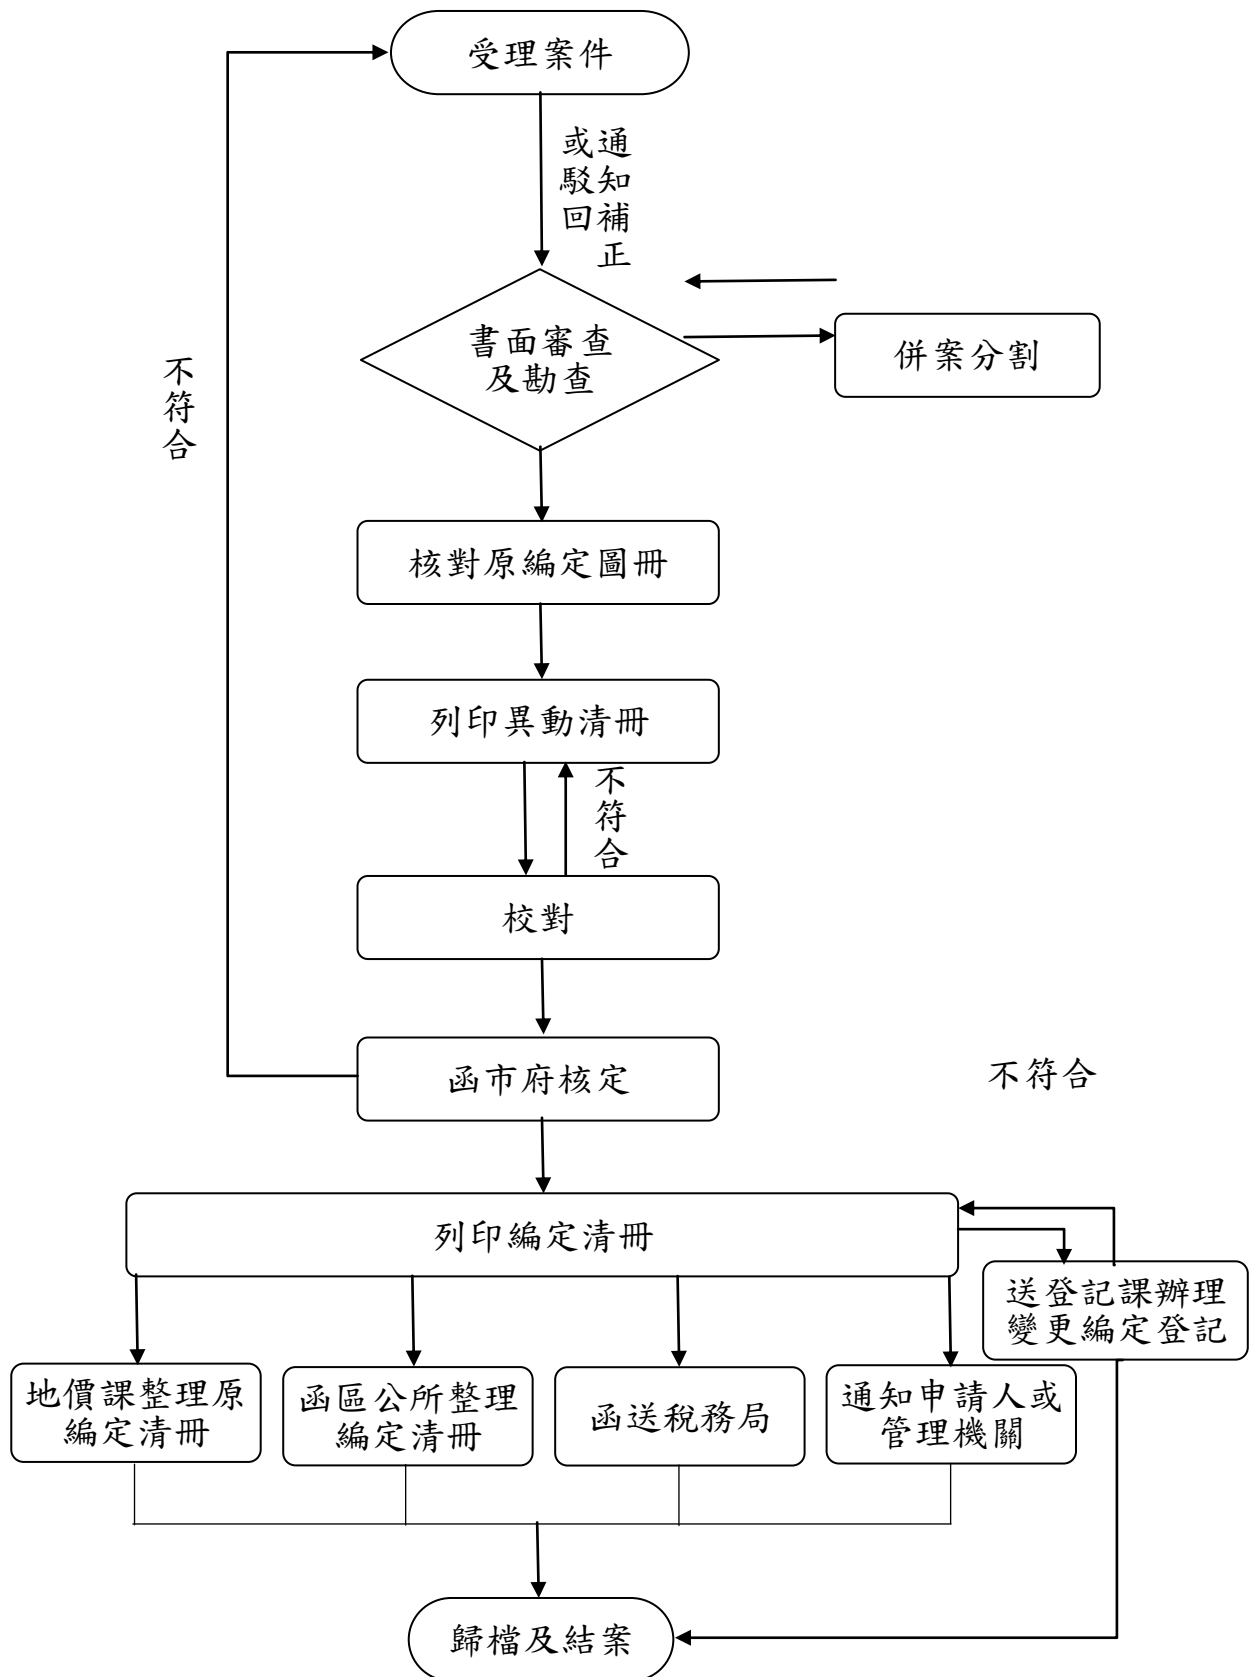 受理案件
通知補正
或駁回
書面審查
及勘查
併案分割
不符合
核對原編定圖冊
列印異動清冊
不符合
校對
函市府核定
不符合
列印編定清冊
送登記課辦理
變更編定登記
地價課整理原
編定清冊
函區公所整理
編定清冊
函送稅務局
通知申請人或
管理機關
歸檔及結案